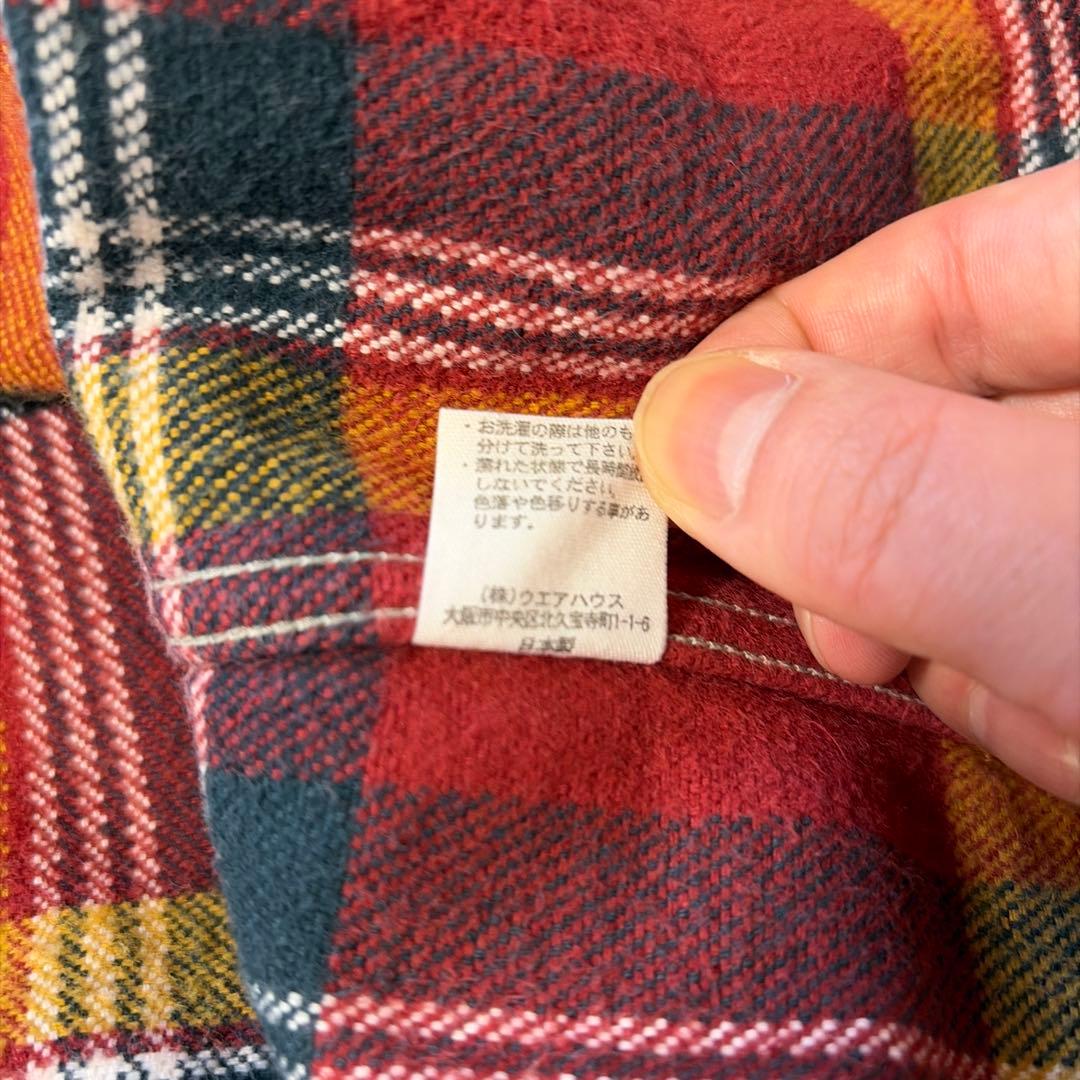 ・お洗濯の際は他のも
分けて洗って下さい
・濡れた状態で長時間放
しないでください
色落や色移りする事があ
ります。
(株)ウエアハウス
大阪市中央区北久宝寺町1-1-6
日本製